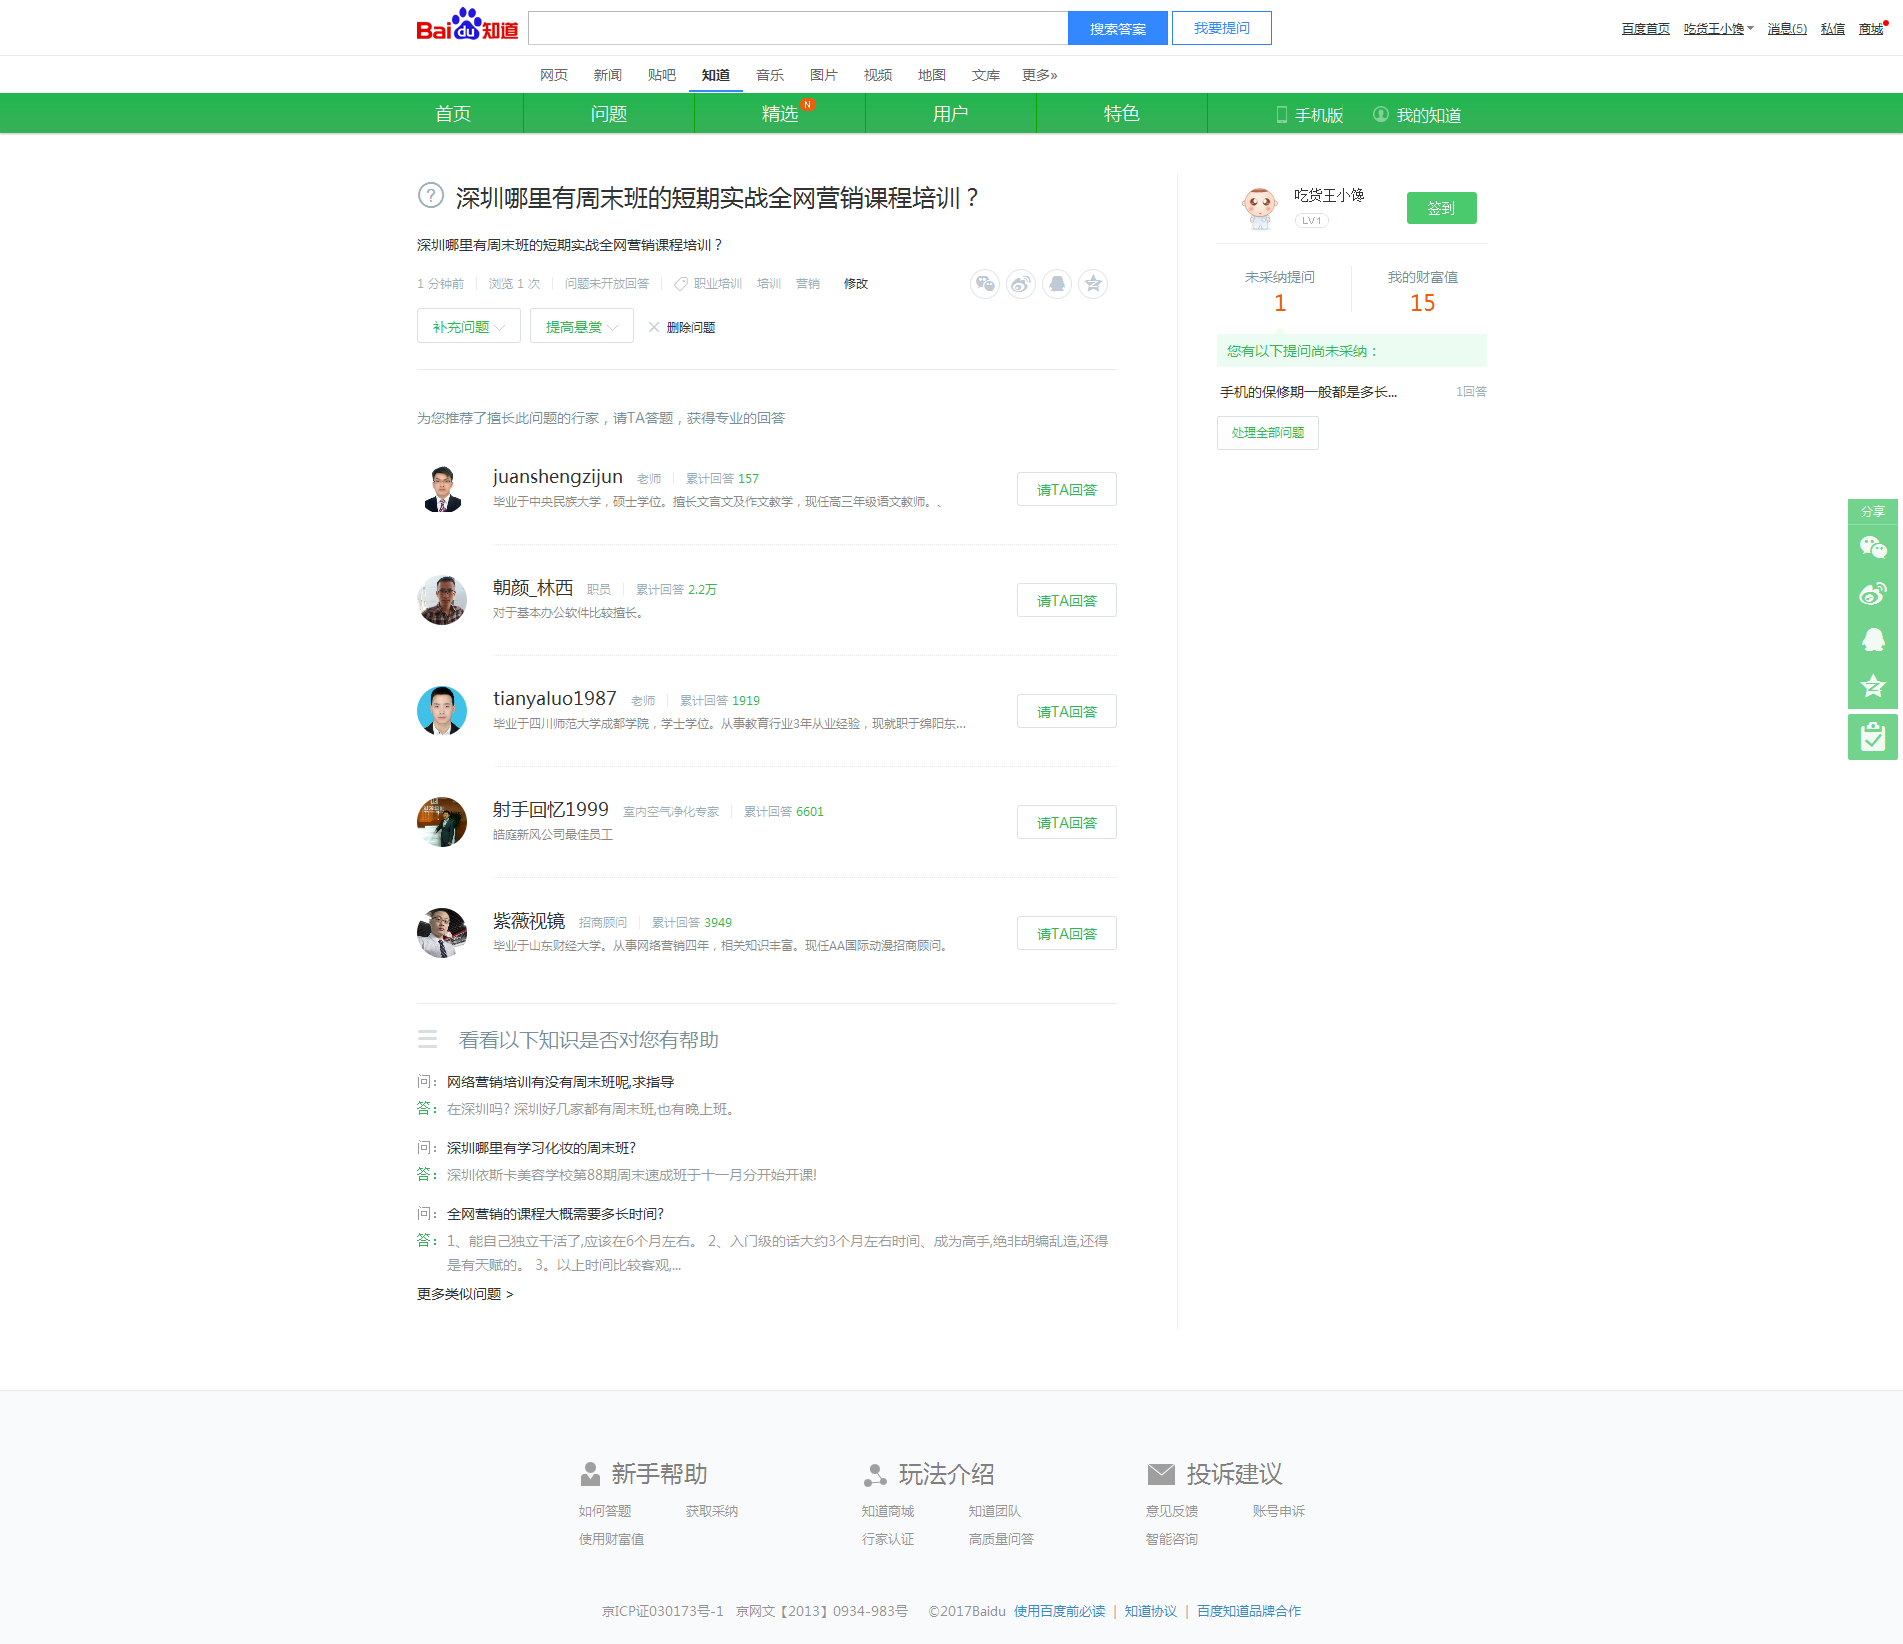 Bai du 知道
搜索答案
我要提问
百度首页 吃货王小馋 消息(5) 私信 商城
网页 新闻 贴吧 知道 音乐 图片 视频 地图 文库 更多»
首页 问题 精选 N 用户 特色 手机版 我的知道
? 深圳哪里有周末班的短期实战全网营销课程培训？
深圳哪里有周末班的短期实战全网营销课程培训？
1 分钟前 浏览 1 次 问题未开放回答 职业培训 培训 营销 修改
补充问题 提高悬赏 删除问题
为您推荐了擅长此问题的行家，请TA答题，获得专业的回答
juanshengzijun 老师 累计回答 157
毕业于中央民族大学，硕士学位。擅长文言文及作文教学，现任高三年级语文教师。、
请TA回答
朝颜_林西 职员 累计回答 2.2万
对于基本办公软件比较擅长。
请TA回答
tianyaluo1987 老师 累计回答 1919
毕业于四川师范大学成都学院，学士学位。从事教育行业3年从业经验，现就职于绵阳东...
请TA回答
射手回忆1999 室内空气净化专家 累计回答 6601
皓庭新风公司最佳员工
请TA回答
紫薇视镜 招商顾问 累计回答 3949
毕业于山东财经大学。从事网络营销四年，相关知识丰富。现任AA国际动漫招商顾问。
请TA回答
看看以下知识是否对您有帮助
问： 网络营销培训有没有周末班呢,求指导
答： 在深圳吗? 深圳好几家都有周末班,也有晚上班。
问： 深圳哪里有学习化妆的周末班?
答： 深圳依斯卡美容学校第88期周末速成班于十一月分开始开课!
问： 全网营销的课程大概需要多长时间?
答： 1、能自己独立干活了,应该在6个月左右。 2、入门级的话大约3个月左右时间、成为高手,绝非胡编乱造,还得
是有天赋的。 3。以上时间比较客观,...
更多类似问题 >
吃货王小馋
LV1
签到
未采纳提问 我的财富值
1 15
您有以下提问尚未采纳：
手机的保修期一般都是多长... 1回答
处理全部问题
分享
新手帮助 玩法介绍 投诉建议
如何答题 获取采纳 知道商城 知道团队 意见反馈 账号申诉
使用财富值 行家认证 高质量问答 智能咨询
京ICP证030173号-1 京网文【2013】0934-983号 ©2017Baidu 使用百度前必读 | 知道协议 | 百度知道品牌合作